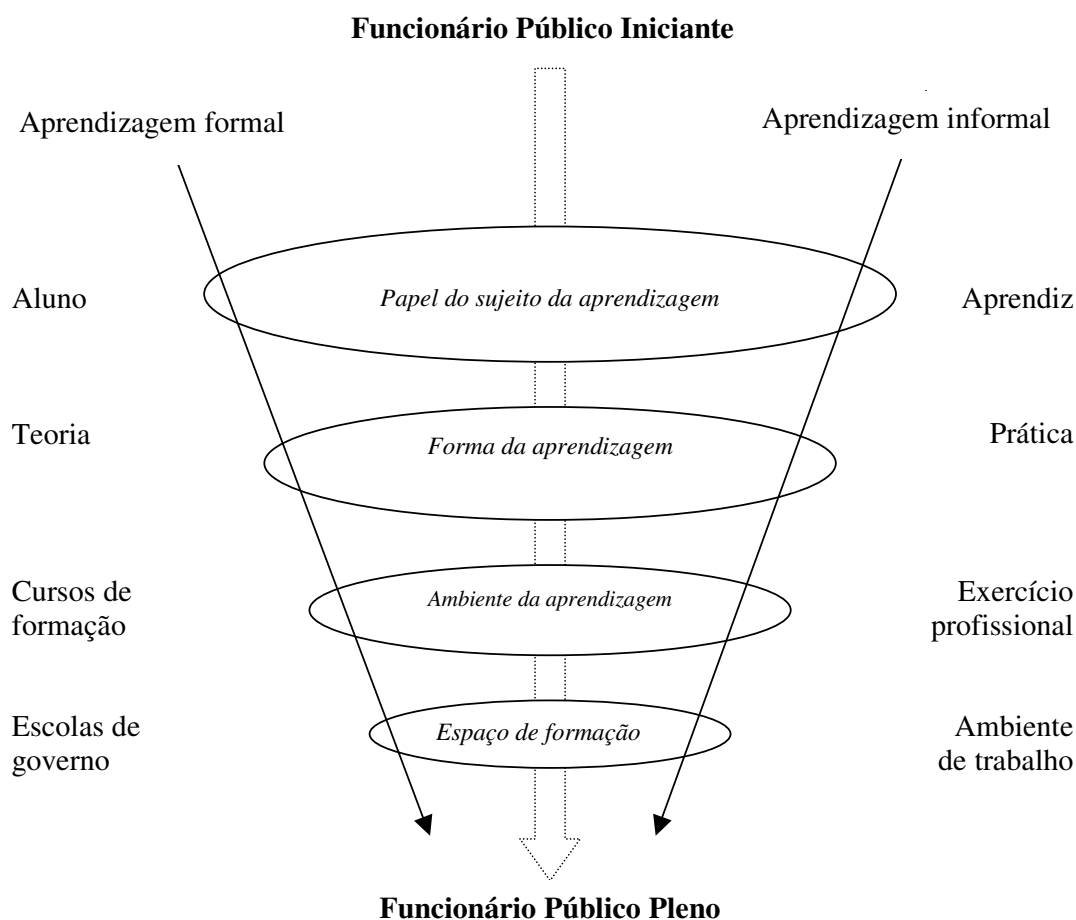 Funcionário Público Iniciante
Aprendizagem formal
Aprendizagem informal
Aluno
Papel do sujeito da aprendizagem
Aprendiz
Teoria
Forma da aprendizagem
Prática
Cursos de
formação
Ambiente da aprendizagem
Exercício
profissional
Escolas de
governo
Espaço de formação
Ambiente
de trabalho
Funcionário Público Pleno